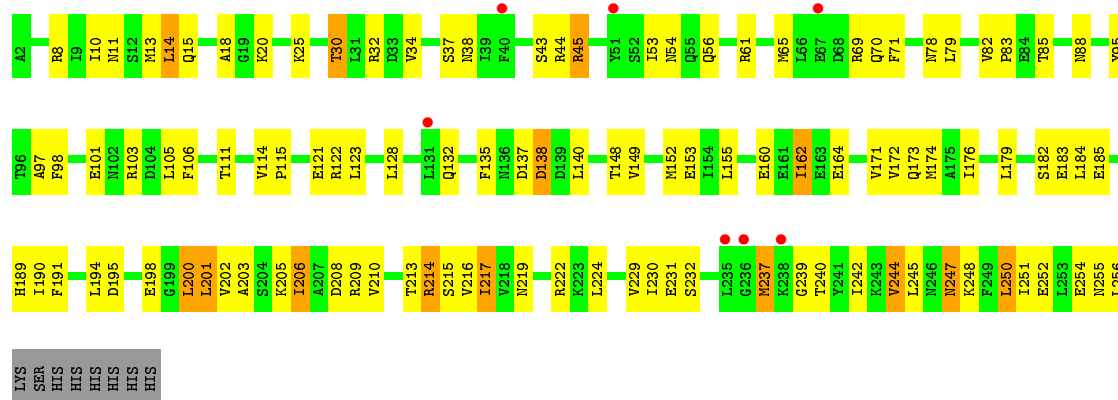 A2 R8 I9 I10 N11 S12 M13 L14 Q15 A18 G19 K20 K25 T30 L31 R32 D33 V34 S37 N38 I39 F40 S43 R44 R45 Y51 S52 I53 N54 Q55 Q56 R61 M65 L66 E67 D68 R69 Q70 F71 N78 L79 V82 P83 E84 T85 N88 Y95
T96 A97 F98 E101 N102 R103 D104 L105 F106 T111 V114 P115 E121 R122 L123 L128 L131 Q132 F135 N136 D137 D138 D139 L140 T148 V149 M152 E153 I154 L155 E160 E161 I162 E163 E164 V171 V172 Q173 M174 A175 I176 L179 S182 E183 L184 E185
H189 I190 F191 L194 D195 E198 G199 L200 L201 V202 A203 S204 K205 I206 A207 D208 R209 V210 T213 R214 S215 V216 I217 V218 N219 R222 K223 L224 V229 I230 E231 S232 L235 G236 M237 K238 G239 T240 Y241 I242 K243 V244 L245 N246 N247 K248 F249 L250 I251 E252 L253 E254 N255 L256
LYS SER HIS HIS HIS HIS HIS HIS